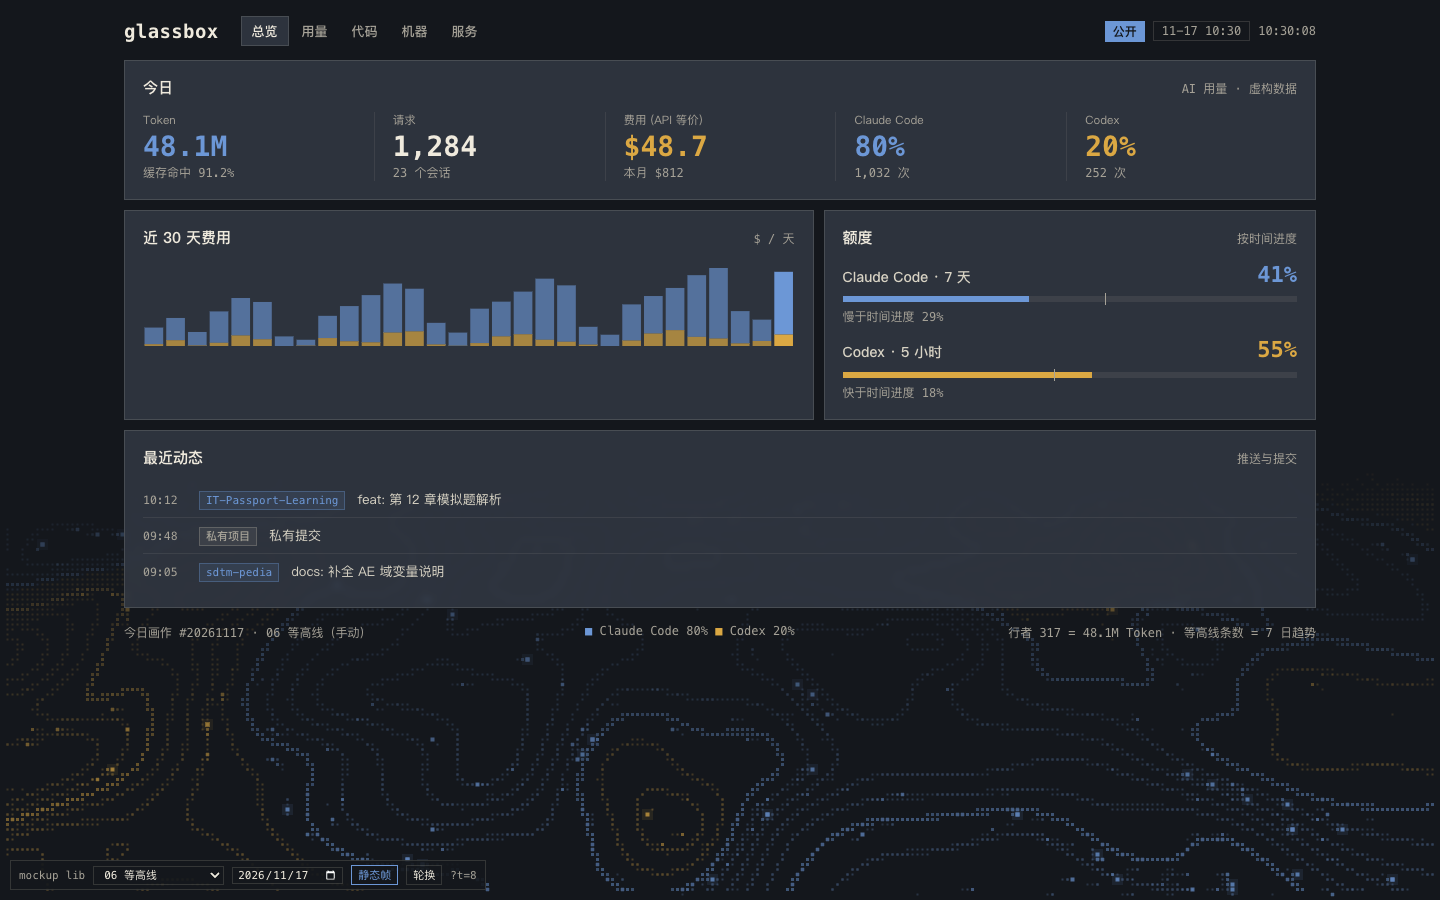 glassbox 总览 用量 代码 机器 服务 公开 11-17 10:30 10:30:08
今日 AI 用量 · 虚构数据
Token 请求 费用 (API 等价) Claude Code Codex
48.1M 1,284 $48.7 80% 20%
缓存命中 91.2% 23 个会话 本月 $812 1,032 次 252 次
近 30 天费用 $ / 天
额度 按时间进度
Claude Code · 7 天 41%
慢于时间进度 29%
Codex · 5 小时 55%
快于时间进度 18%
最近动态 推送与提交
10:12 IT-Passport-Learning feat: 第 12 章模拟题解析
09:48 私有项目 私有提交
09:05 sdtm-pedia docs: 补全 AE 域变量说明
今日画作 #20261117 · 06 等高线 (手动) Claude Code 80% Codex 20% 行者 317 = 48.1M Token · 等高线条数 = 7 日趋势
mockup lib 06 等高线 2026/11/17 静态帧 轮换 ?t=8